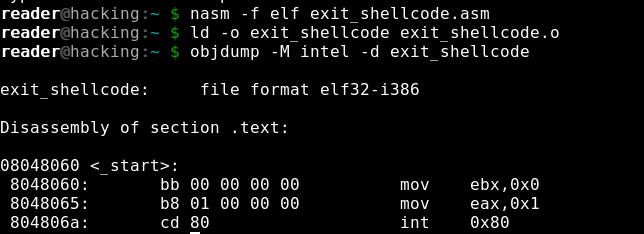 reader@hacking:~ $ nasm -f elf exit_shellcode.asm
reader@hacking:~ $ ld -o exit_shellcode exit_shellcode.o
reader@hacking:~ $ objdump -M intel -d exit_shellcode
exit_shellcode:     file format elf32-i386
Disassembly of section .text:
08048060 <_start>:
 8048060:       bb 00 00 00 00          mov    ebx,0x0
 8048065:       b8 01 00 00 00          mov    eax,0x1
 804806a:       cd 80                   int    0x80